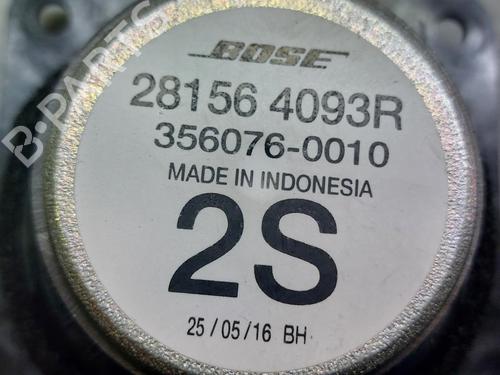 BOSE
28156 4093R
356076-0010
MADE IN INDONESIA
2S
25/05/16 BH
B-PARTS